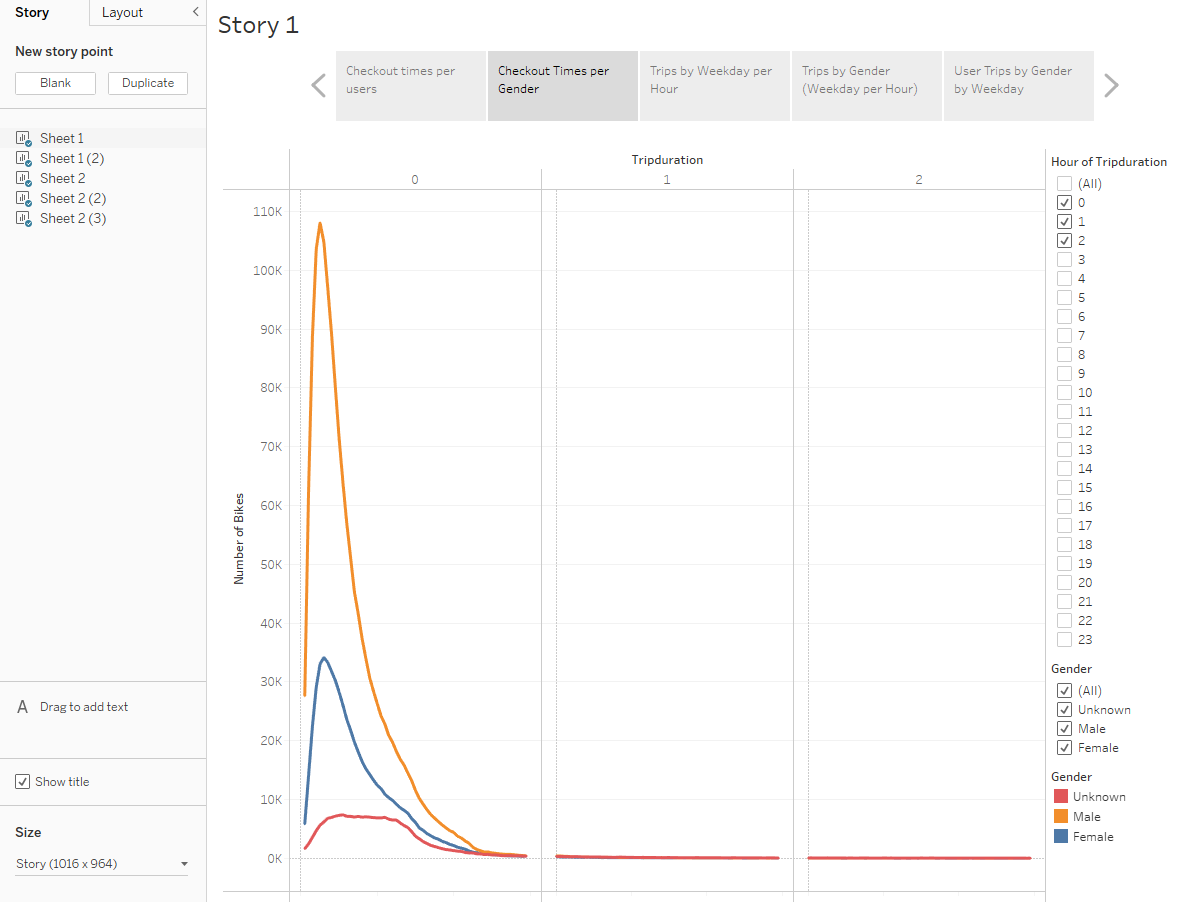 Story
Layout
<
New story point
Blank
Duplicate
Sheet 1
Sheet 1 (2)
Sheet 2
Sheet 2 (2)
Sheet 2 (3)
A Drag to add text
Show title
Size
Story (1016 x 964)
Story 1
Checkout times per
users
Checkout Times per
Gender
Trips by Weekday per
Hour
Trips by Gender
(Weekday per Hour)
User Trips by Gender
by Weekday
Tripduration
0
1
2
110K
100K
90K
80K
70K
60K
50K
40K
30K
20K
10K
0K
Number of Bikes
Hour of Tripduration
(All)
0
1
2
3
4
5
6
7
8
9
10
11
12
13
14
15
16
17
18
19
20
21
22
23
Gender
(All)
Unknown
Male
Female
Gender
Unknown
Male
Female